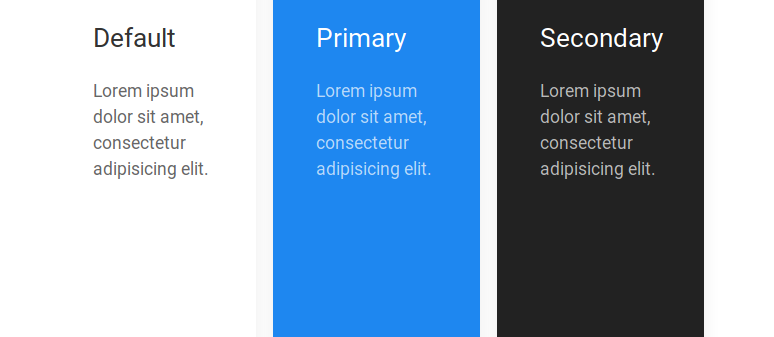 Default
Lorem ipsum
dolor sit amet,
consectetur
adipisicing elit.
Primary
Lorem ipsum
dolor sit amet,
consectetur
adipisicing elit.
Secondary
Lorem ipsum
dolor sit amet,
consectetur
adipisicing elit.